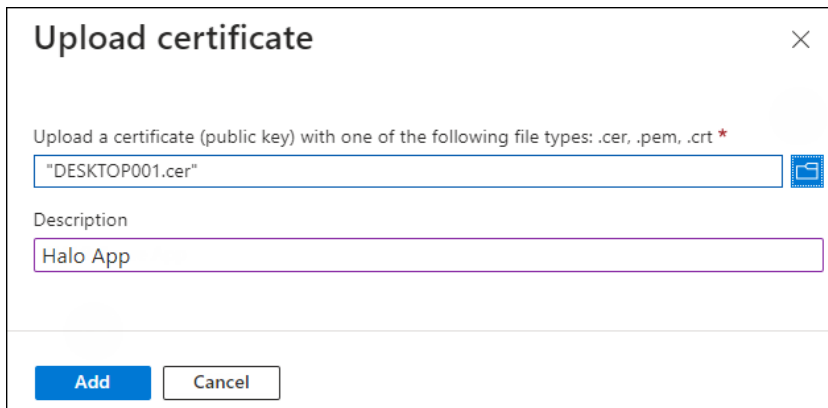 Upload certificate
Upload a certificate (public key) with one of the following file types: .cer, .pem, .crt *
"DESKTOP001.cer"
Description
Halo App
Add
Cancel